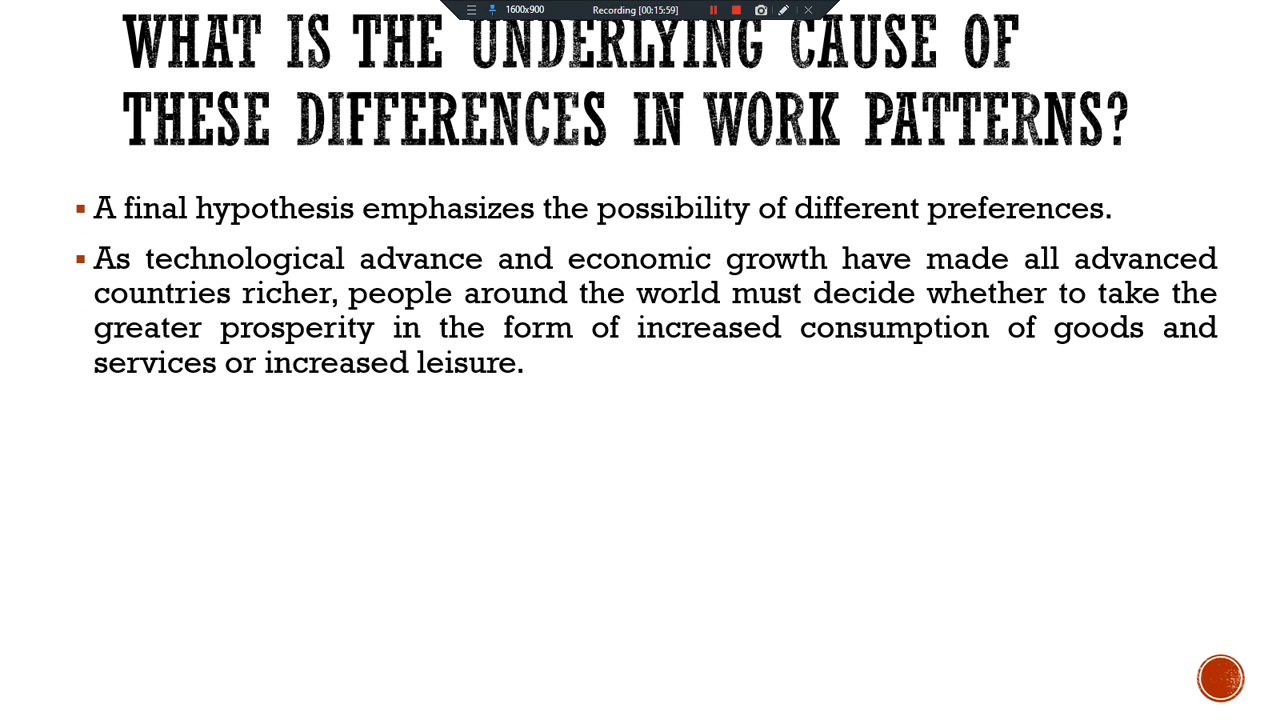 1600x900
Recording [00:15:59]
WHAT IS THE UNDERLYING CAUSE OF
THESE DIFFERENCES IN WORK PATTERNS?
A final hypothesis emphasizes the possibility of different preferences.
As technological advance and economic growth have made all advanced
countries richer, people around the world must decide whether to take the
greater prosperity in the form of increased consumption of goods and
services or increased leisure.